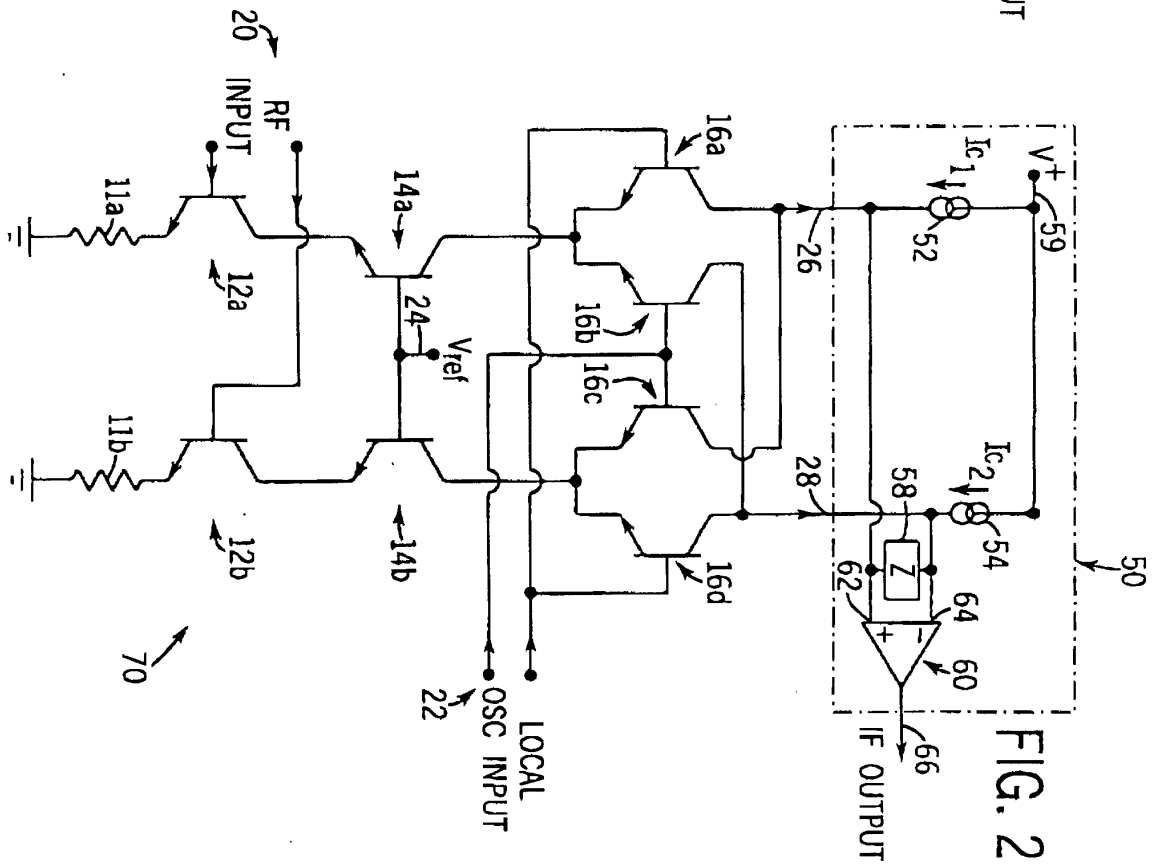 UT
50
V+
59
Ic1
52
Ic2
54
58
Z
62
64
+
−
60
66
IF OUTPUT
FIG. 2
26
28
16a
16b
16c
16d
LOCAL
OSC INPUT
22
14a
24
Vref
14b
20
RF
INPUT
12a
12b
11a
11b
70